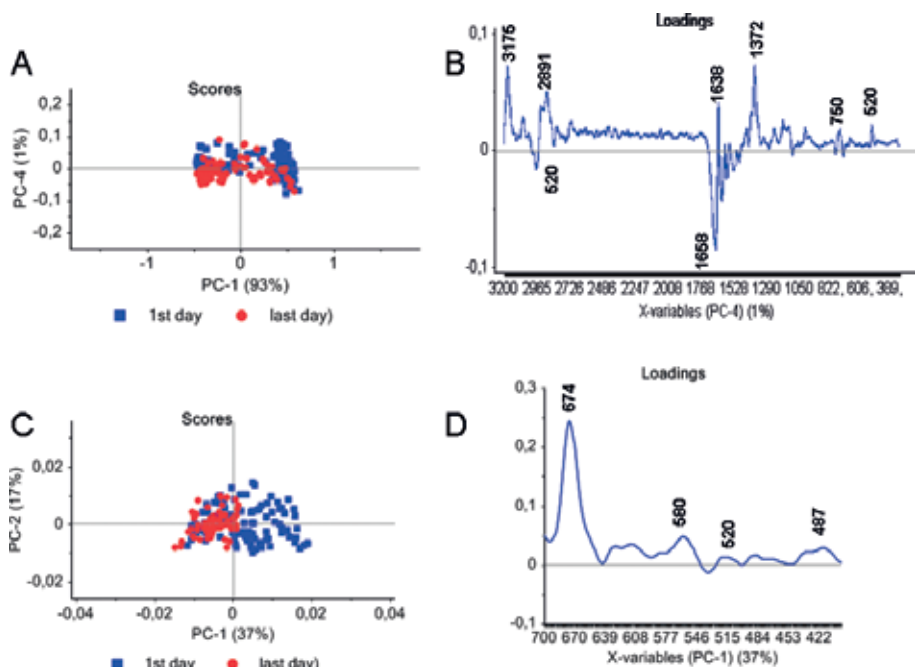 A
Scores
PC-4 (1%)
0,2
0,1
0
-0,1
-0,2
-1
0
1
PC-1 (93%)
1st day
last day)
B
Loadings
0,1
0
-0,1
3175
2891
520
1658
1638
1372
750
520
3200 2965 2726 2486 2247 2008 1768 1528 1290 1050 822, 606, 389,
X-variables (PC-4) (1%)
C
Scores
PC-2 (17%)
0,02
0
-0,02
-0,04
-0,02
0
0,02
0,04
PC-1 (37%)
1st day
last day)
D
Loadings
0,3
0,2
0,1
0
-0,1
674
580
520
487
700 670 639 608 577 546 515 484 453 422
X-variables (PC-1) (37%)